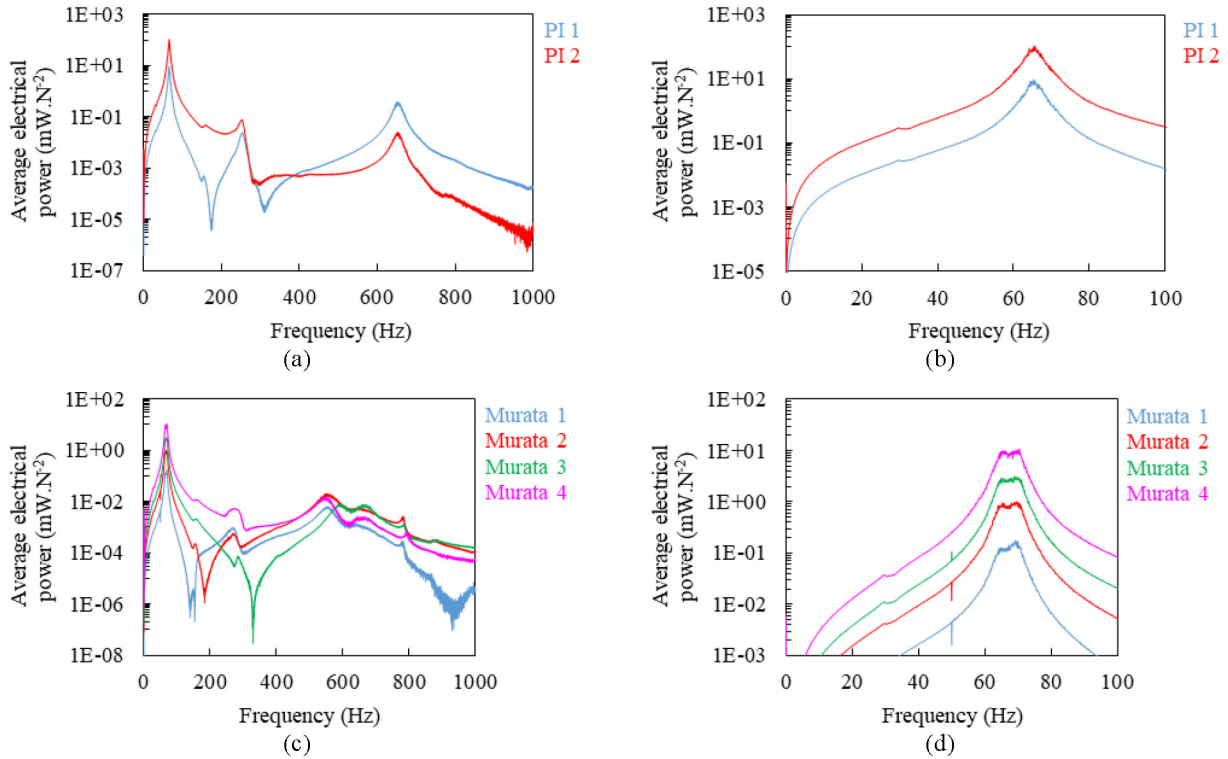 1E+03
1E+01
1E-01
1E-03
1E-05
1E-07
Average electrical
power (mW.N-2)
0 200 400 600 800 1000
Frequency (Hz)
PI 1
PI 2
(a)
1E+03
1E+01
1E-01
1E-03
1E-05
Average electrical
power (mW.N-2)
0 20 40 60 80 100
Frequency (Hz)
PI 1
PI 2
(b)
1E+02
1E+00
1E-02
1E-04
1E-06
1E-08
Average electrical
power (mW.N-2)
0 200 400 600 800 1000
Frequency (Hz)
Murata 1
Murata 2
Murata 3
Murata 4
(c)
1E+02
1E+01
1E+00
1E-01
1E-02
1E-03
Average electrical
power (mW.N-2)
0 20 40 60 80 100
Frequency (Hz)
Murata 1
Murata 2
Murata 3
Murata 4
(d)